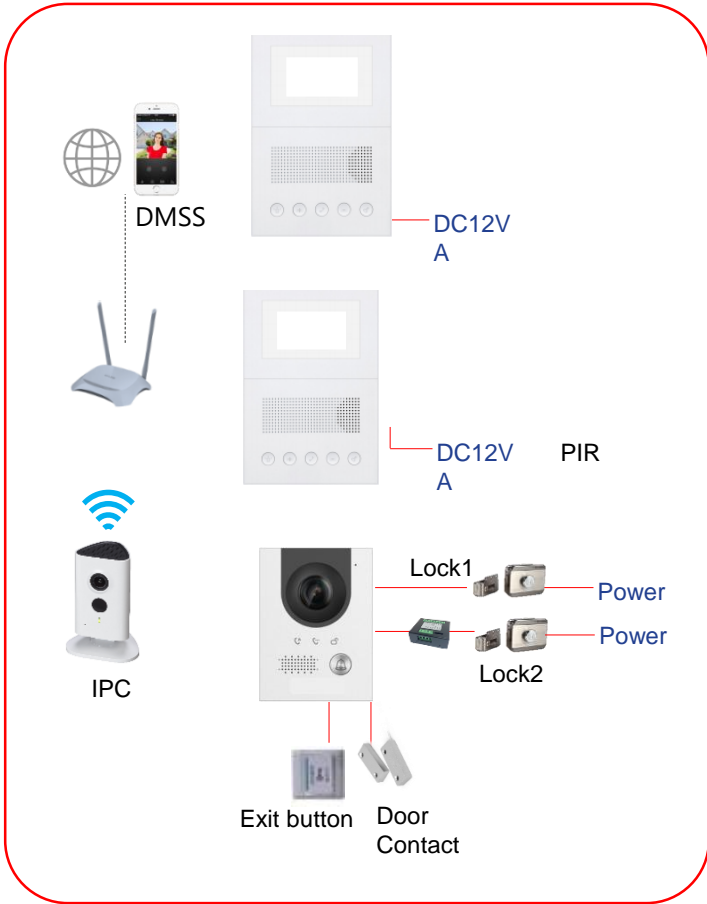 DMSS
DC12V
A
DC12V
A
PIR
Lock1
Power
Power
Lock2
IPC
Exit button
Door
Contact